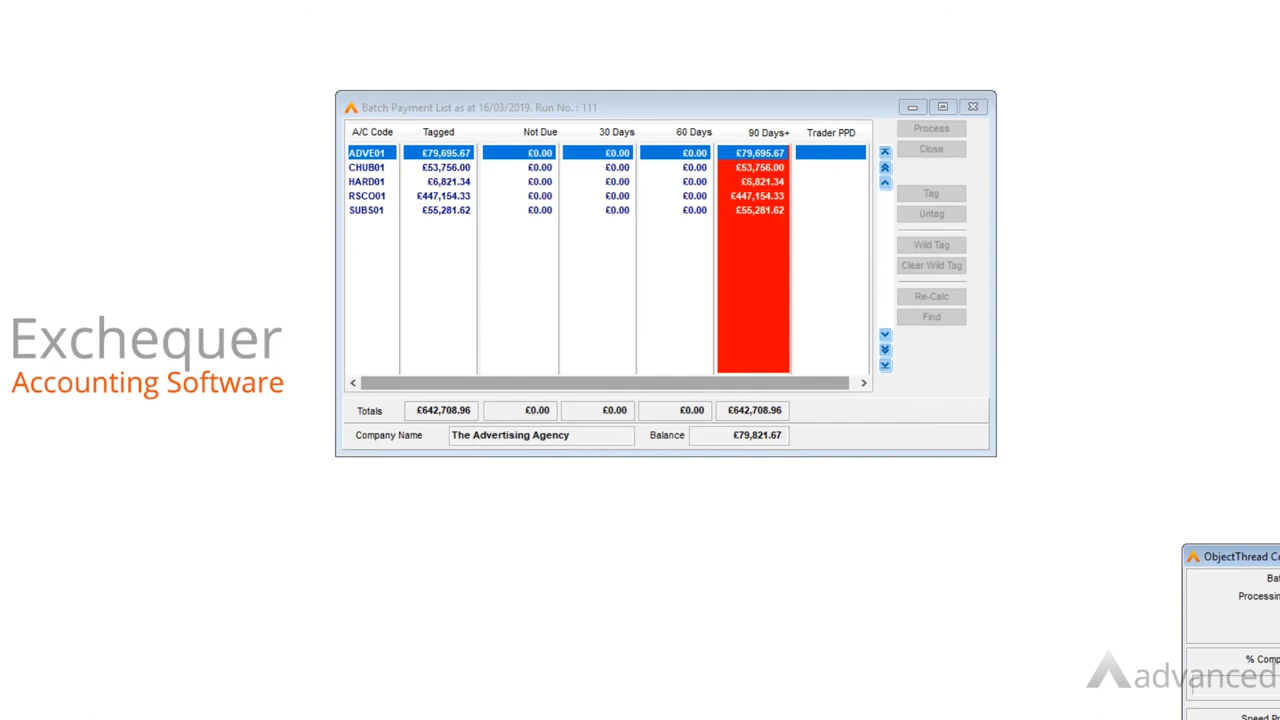 Batch Payment List as at 16/03/2019. Run No. : 111
A/C Code Tagged Not Due 30 Days 60 Days 90 Days+ Trader PPD
ADVE01 £79,695.67 £0.00 £0.00 £0.00 £79,695.67
CHUB01 £53,756.00 £0.00 £0.00 £0.00 £53,756.00
HARD01 £6,821.34 £0.00 £0.00 £0.00 £6,821.34
RSCO01 £447,154.33 £0.00 £0.00 £0.00 £447,154.33
SUBS01 £55,281.62 £0.00 £0.00 £0.00 £55,281.62
Totals £642,708.96 £0.00 £0.00 £0.00 £642,708.96
Company Name The Advertising Agency Balance £79,821.67
Process
Close
Tag
Untag
Wild Tag
Clear Wild Tag
Re-Calc
Find
Exchequer
Accounting Software
ObjectThread
Processin
% Comp
advanced
Speed